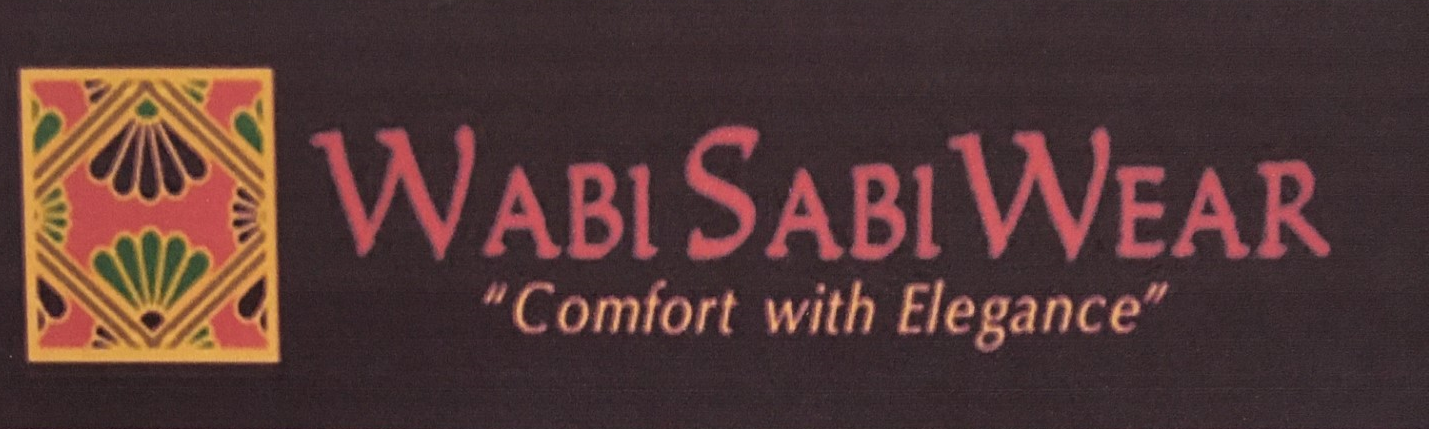 WABI SABI WEAR
"Comfort with Elegance"